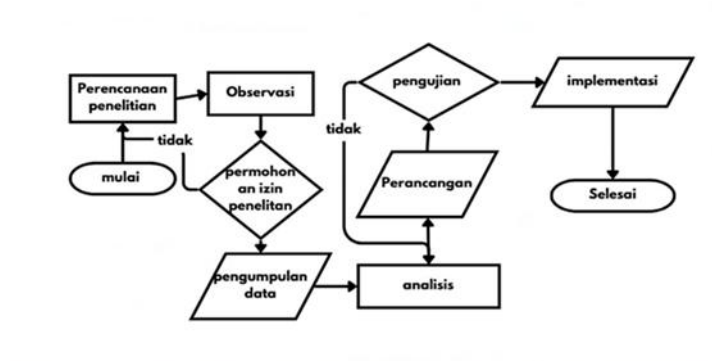 Perencanaan
penelitian
Observasi
tidak
mulai
permohon
an izin
penelitan
pengumpulan
data
analisis
Perancangan
tidak
pengujian
implementasi
Selesai